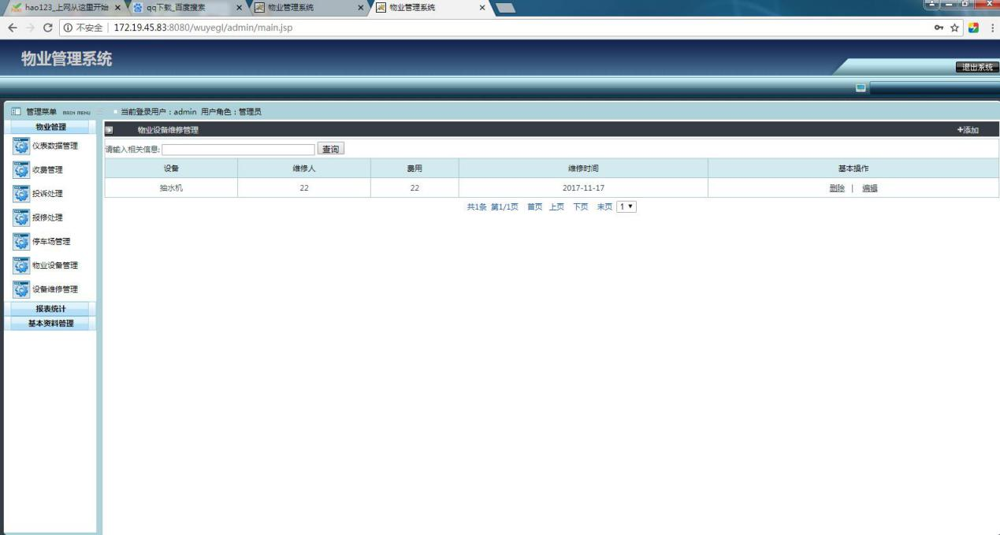 hao123_上网从这里开始
qq下载_百度搜索
物业管理系统
物业管理系统
不安全 | 172.19.45.83:8080/wuyegl/admin/main.jsp
物业管理系统
退出系统
管理菜单 MAIN MENU
当前登录用户：admin 用户角色：管理员
物业管理
仪表数据管理
收费管理
投诉处理
报修处理
停车场管理
物业设备管理
设备维修管理
报表统计
基本资料管理
物业设备维修管理
+添加
请输入相关信息:
查询
设备 维修人 费用 维修时间 基本操作
抽水机 22 22 2017-11-17 删除 | 编辑
共1条 第1/1页 首页 上页 下页 末页 1